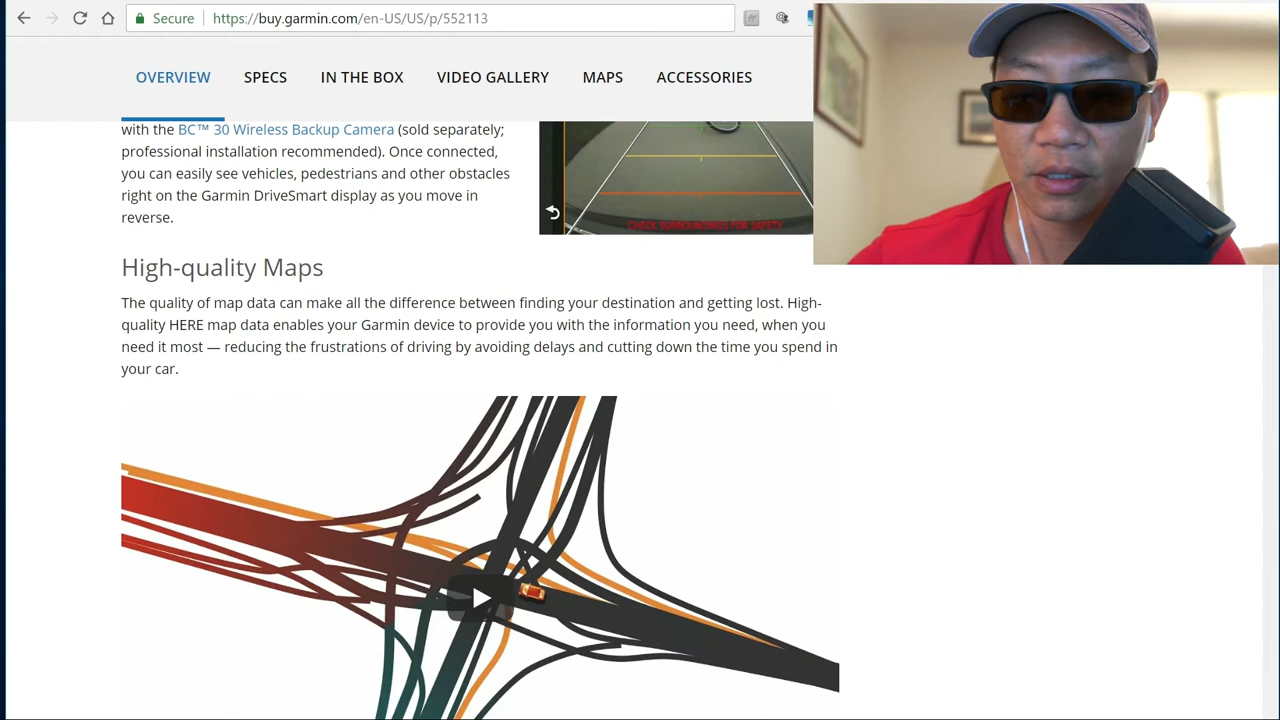 Secure
https://buy.garmin.com/en-US/US/p/552113
OVERVIEW
SPECS
IN THE BOX
VIDEO GALLERY
MAPS
ACCESSORIES
with the BC™ 30 Wireless Backup Camera (sold separately;
professional installation recommended). Once connected,
you can easily see vehicles, pedestrians and other obstacles
right on the Garmin DriveSmart display as you move in
reverse.
CHECK SURROUNDINGS FOR SAFETY
High-quality Maps
The quality of map data can make all the difference between finding your destination and getting lost. High-
quality HERE map data enables your Garmin device to provide you with the information you need, when you
need it most — reducing the frustrations of driving by avoiding delays and cutting down the time you spend in
your car.